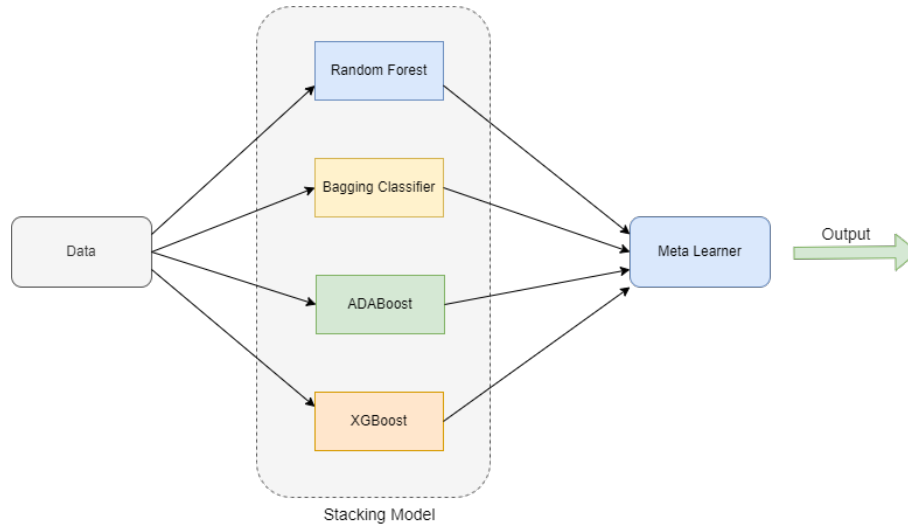 Data
Random Forest
Bagging Classifier
ADABoost
XGBoost
Stacking Model
Meta Learner
Output